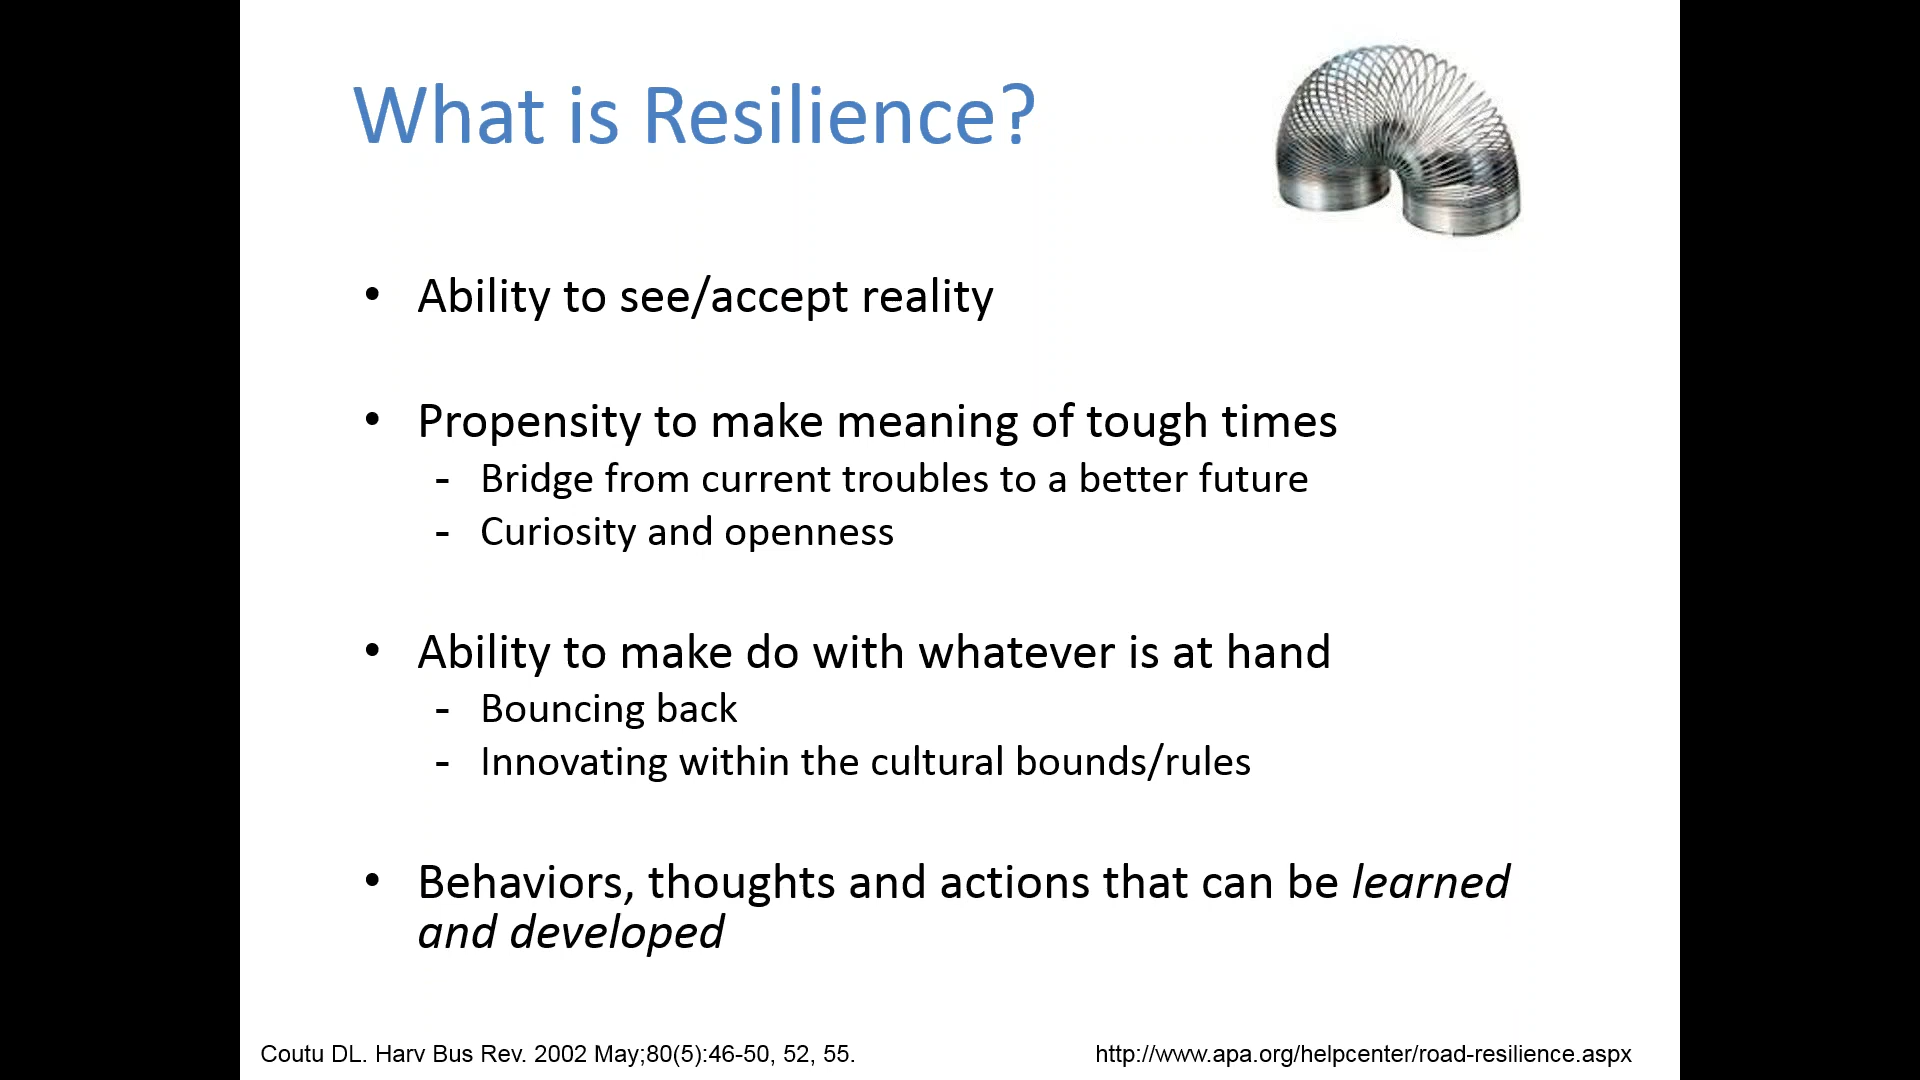 What is Resilience?
• Ability to see/accept reality
• Propensity to make meaning of tough times
- Bridge from current troubles to a better future
- Curiosity and openness
• Ability to make do with whatever is at hand
- Bouncing back
- Innovating within the cultural bounds/rules
• Behaviors, thoughts and actions that can be learned
and developed
Coutu DL. Harv Bus Rev. 2002 May;80(5):46-50, 52, 55.
http://www.apa.org/helpcenter/road-resilience.aspx